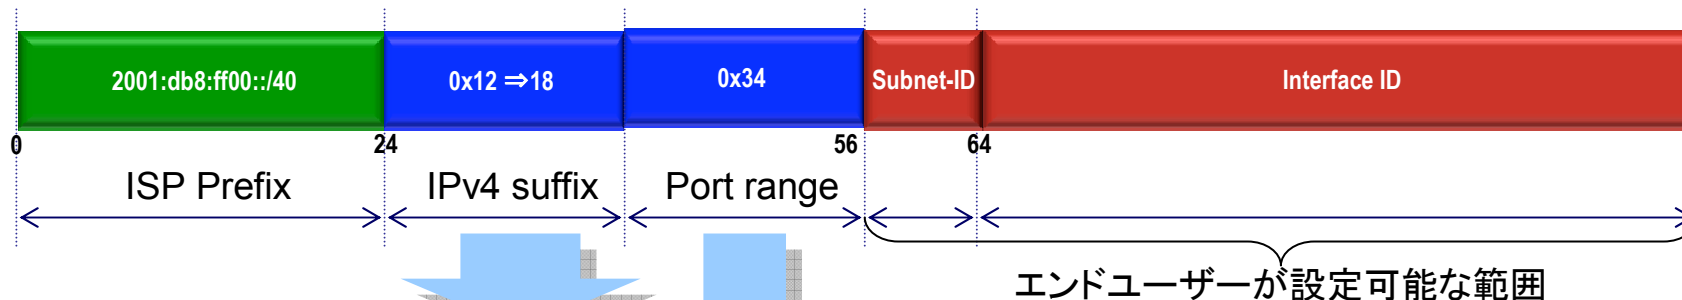 2001:db8:ff00::/40 0x12 ⇒18 0x34 Subnet-ID Interface ID
0 24 56 64
ISP Prefix IPv4 suffix Port range
エンドユーザーが設定可能な範囲